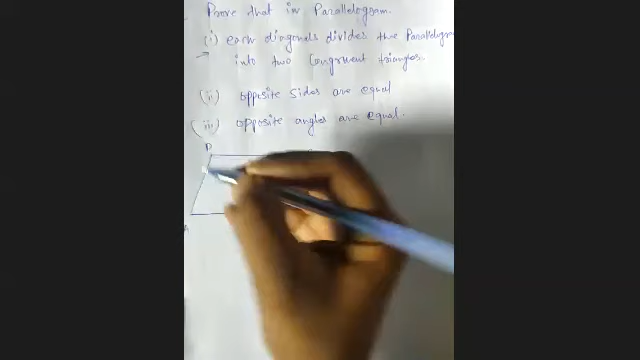 Prove that in Parallelogram.
(i) each diagonals divides the Parallelogram
into two Congruent triangles.
(ii) opposite sides are equal
(iii) opposite angles are equal.
D
A